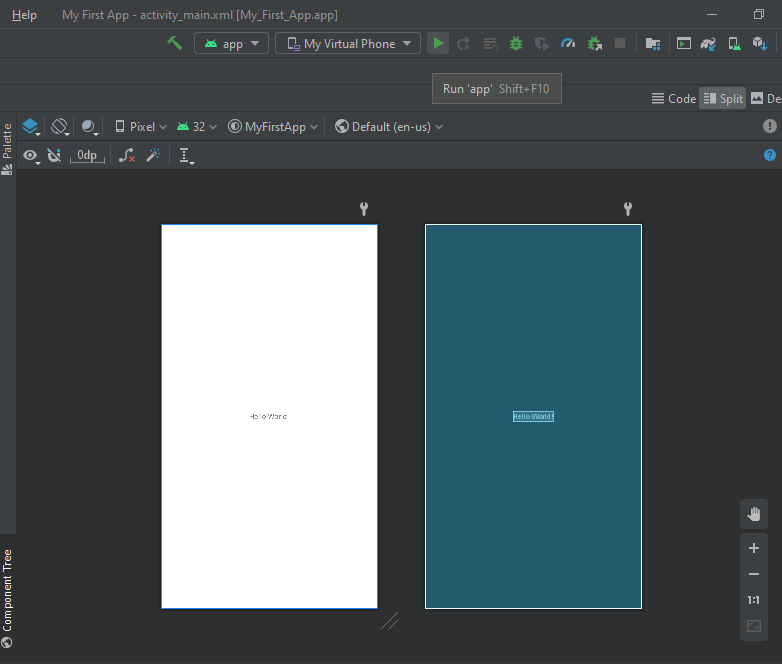 Help My First App - activity_main.xml [My_First_App.app]
app My Virtual Phone
Run 'app' Shift+F10
Code Split De
Pixel 32 MyFirstApp Default (en-us)
Palette
0dp
Hello World!
Hello World!
1:1
Component Tree